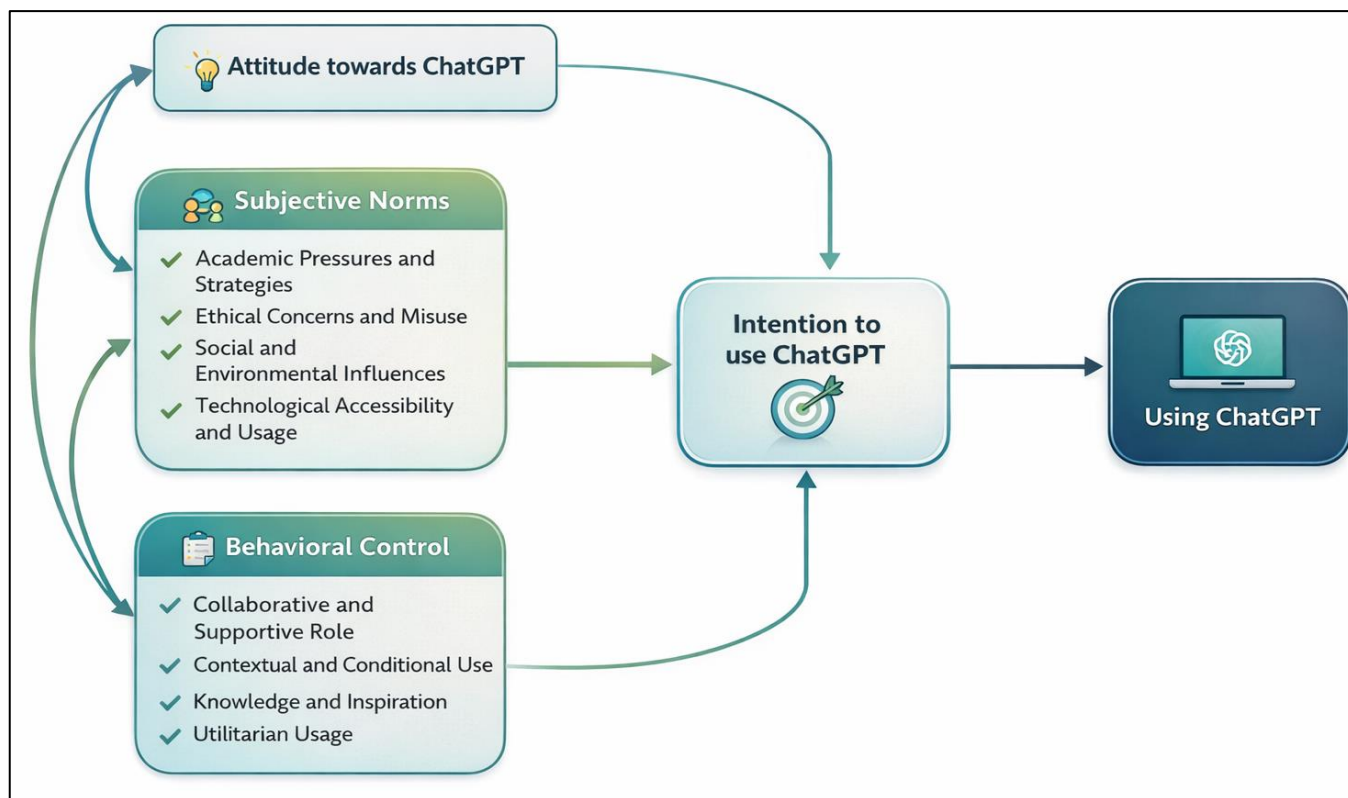 Attitude towards ChatGPT
Subjective Norms
Academic Pressures and
Strategies
Ethical Concerns and Misuse
Social and
Environmental Influences
Technological Accessibility
and Usage
Behavioral Control
Collaborative and
Supportive Role
Contextual and Conditional Use
Knowledge and Inspiration
Utilitarian Usage
Intention to
use ChatGPT
Using ChatGPT